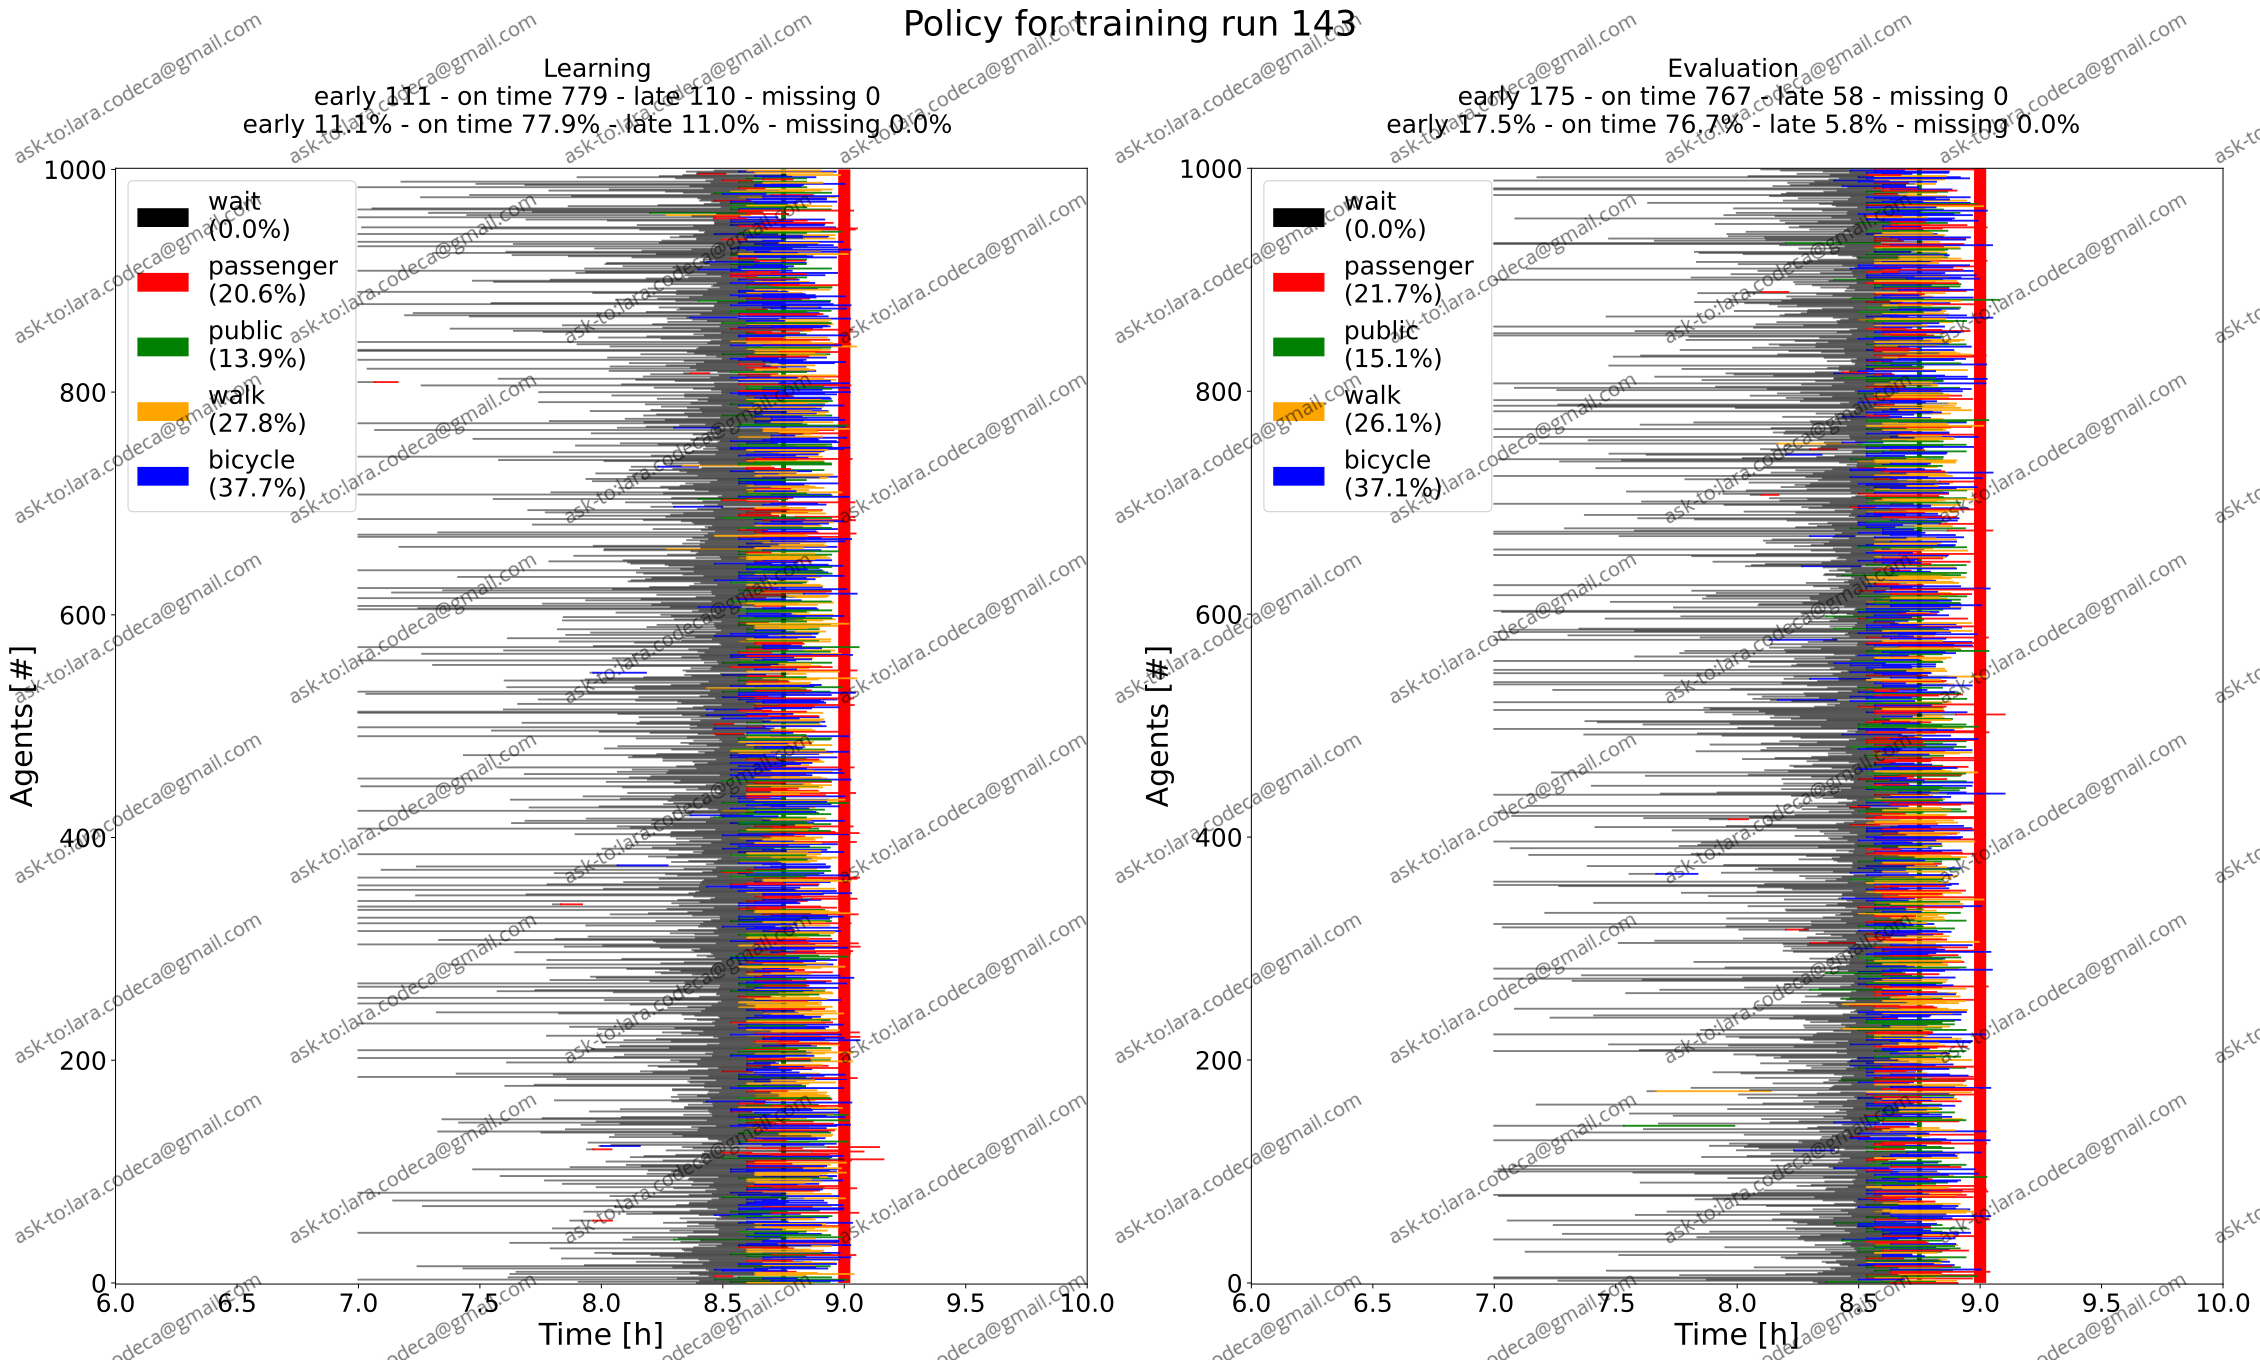 Policy for training run 143
Learning
early 111 - on time 779 - late 110 - missing 0
early 11.1% - on time 77.9% - late 11.0% - missing 0.0%
1000
800
600
400
200
0
Agents [#]
wait
(0.0%)
passenger
(20.6%)
public
(13.9%)
walk
(27.8%)
bicycle
(37.7%)
6.0 6.5 7.0 7.5 8.0 8.5 9.0 9.5 10.0
Time [h]
Evaluation
early 175 - on time 767 - late 58 - missing 0
early 17.5% - on time 76.7% - late 5.8% - missing 0.0%
1000
800
600
400
200
0
Agents [#]
wait
(0.0%)
passenger
(21.7%)
public
(15.1%)
walk
(26.1%)
bicycle
(37.1%)
6.0 6.5 7.0 7.5 8.0 8.5 9.0 9.5 10.0
Time [h]
ask-to:lara.codeca@gmail.com